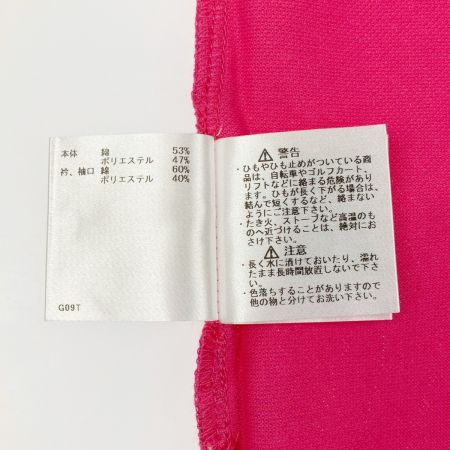 本体 綿 53%
ポリエステル 47%
衿、袖口 綿 60%
ポリエステル 40%
G09T
警告
・ひもやひも止めがついている商
品は、自転車やゴルフカート、
リフトなどに絡まる危険があり
ます。ひもが長く下がる場合は、
結んで短くするなど、絡まない
ようにご注意下さい。
・たき火、ストーブなど高温のも
のへ近づけることは、絶対にお
さけ下さい。
注意
・長く水に漬けておいたり、濡れ
たまま長時間放置しないで下さ
い。
・色落ちすることがありますので
他の物と分けてお洗い下さい。